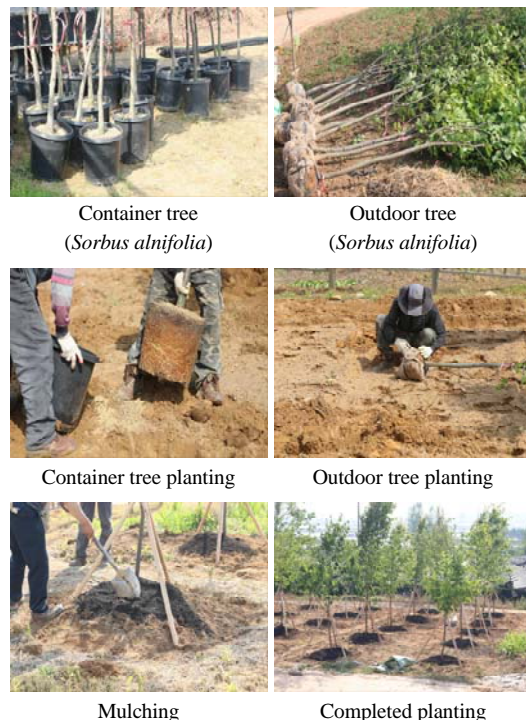 Container tree
(Sorbus alnifolia)
Outdoor tree
(Sorbus alnifolia)
Container tree planting
Outdoor tree planting
Mulching
Completed planting